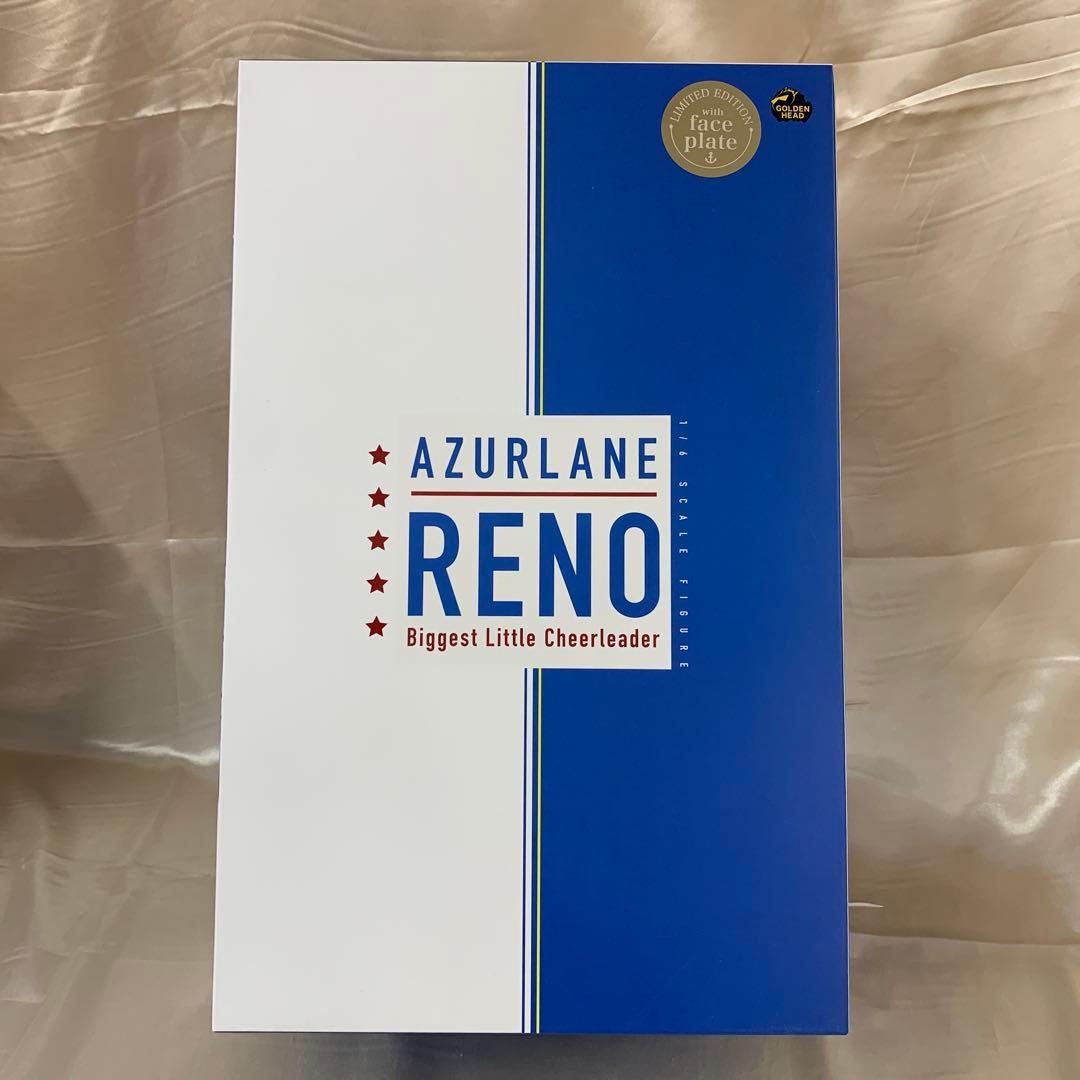 LIMITED EDITION
with
face
plate
GOLDEN
HEAD
AZURLANE
RENO
Biggest Little Cheerleader
1/6 SCALE FIGURE